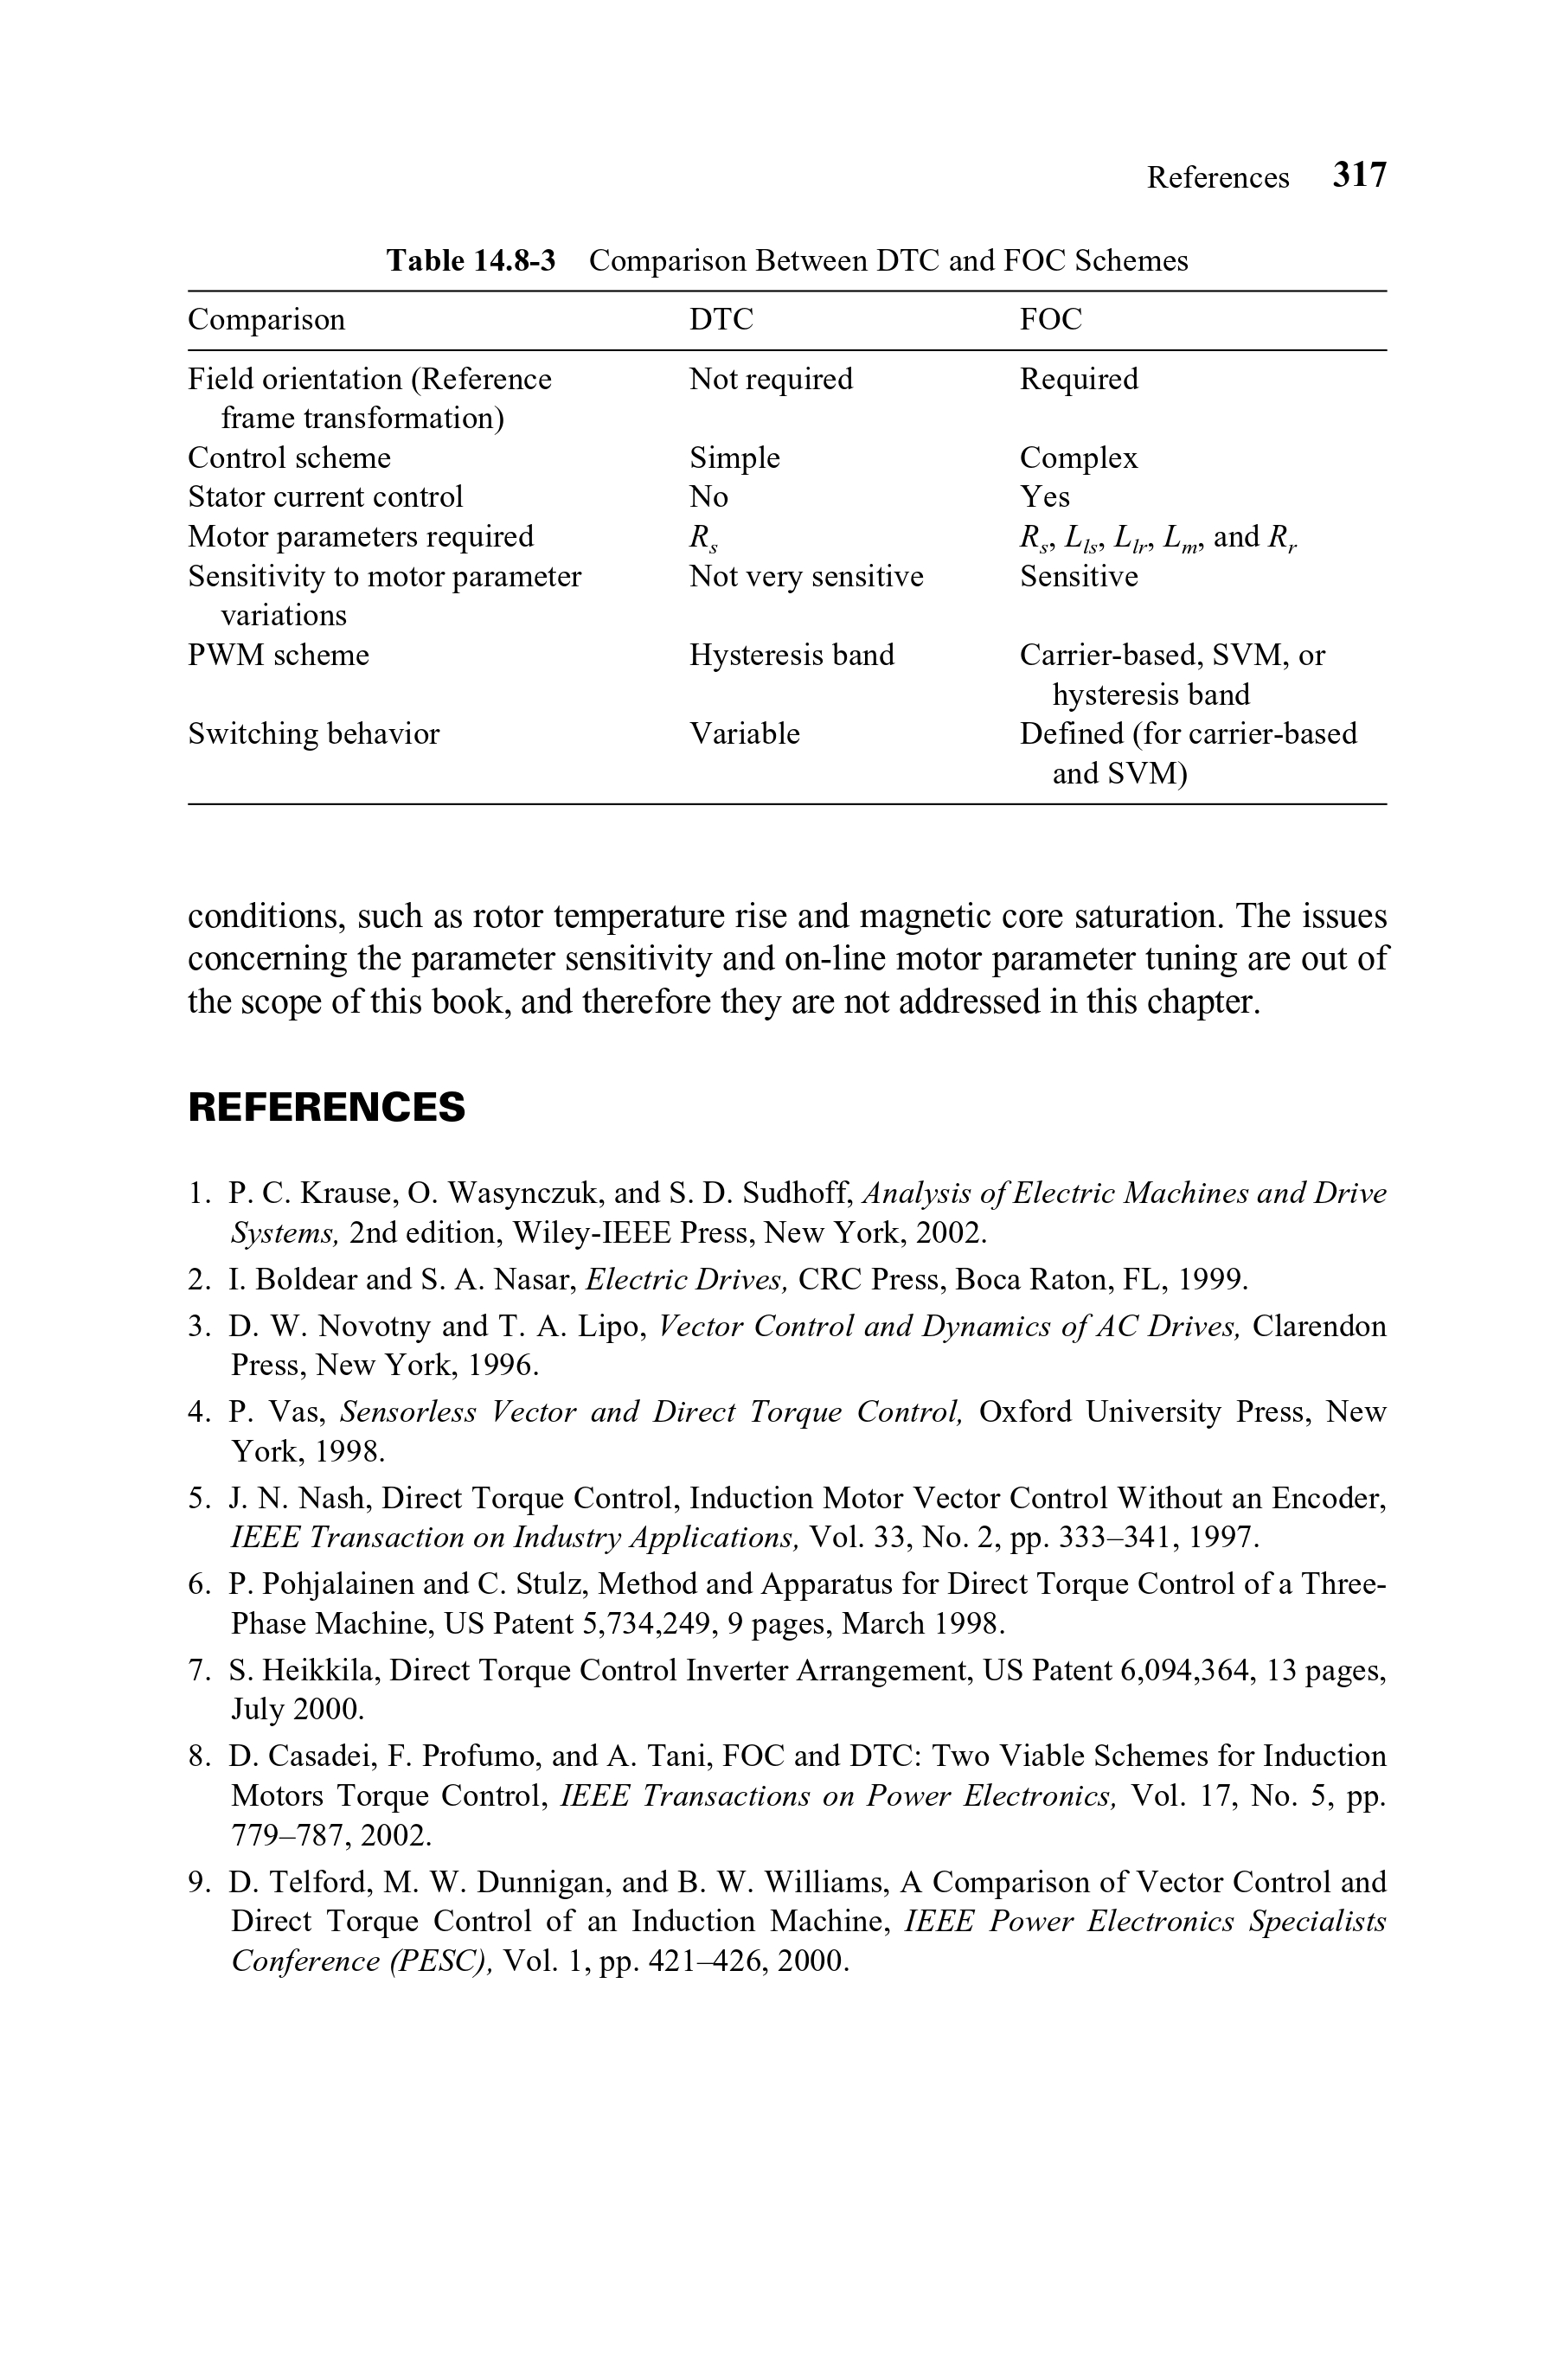 References 317
Table 14.8-3 Comparison Between DTC and FOC Schemes
Comparison DTC FOC
Field orientation (Reference Not required Required
frame transformation)
Control scheme Simple Complex
Stator current control No Yes
Motor parameters required Rs Rs, Lls, Llr, Lm, and Rr
Sensitivity to motor parameter Not very sensitive Sensitive
variations
PWM scheme Hysteresis band Carrier-based, SVM, or
hysteresis band
Switching behavior Variable Defined (for carrier-based
and SVM)
conditions, such as rotor temperature rise and magnetic core saturation. The issues
concerning the parameter sensitivity and on-line motor parameter tuning are out of
the scope of this book, and therefore they are not addressed in this chapter.
REFERENCES
1. P. C. Krause, O. Wasynczuk, and S. D. Sudhoff, Analysis of Electric Machines and Drive
Systems, 2nd edition, Wiley-IEEE Press, New York, 2002.
2. I. Boldear and S. A. Nasar, Electric Drives, CRC Press, Boca Raton, FL, 1999.
3. D. W. Novotny and T. A. Lipo, Vector Control and Dynamics of AC Drives, Clarendon
Press, New York, 1996.
4. P. Vas, Sensorless Vector and Direct Torque Control, Oxford University Press, New
York, 1998.
5. J. N. Nash, Direct Torque Control, Induction Motor Vector Control Without an Encoder,
IEEE Transaction on Industry Applications, Vol. 33, No. 2, pp. 333–341, 1997.
6. P. Pohjalainen and C. Stulz, Method and Apparatus for Direct Torque Control of a Three-
Phase Machine, US Patent 5,734,249, 9 pages, March 1998.
7. S. Heikkila, Direct Torque Control Inverter Arrangement, US Patent 6,094,364, 13 pages,
July 2000.
8. D. Casadei, F. Profumo, and A. Tani, FOC and DTC: Two Viable Schemes for Induction
Motors Torque Control, IEEE Transactions on Power Electronics, Vol. 17, No. 5, pp.
779–787, 2002.
9. D. Telford, M. W. Dunnigan, and B. W. Williams, A Comparison of Vector Control and
Direct Torque Control of an Induction Machine, IEEE Power Electronics Specialists
Conference (PESC), Vol. 1, pp. 421–426, 2000.